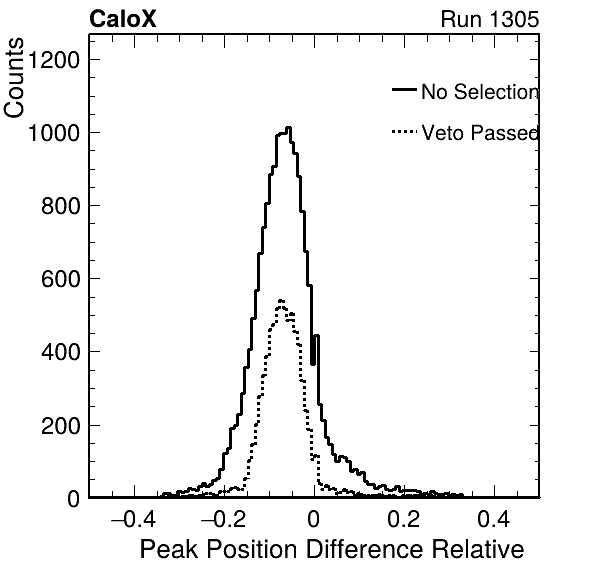 CaloX Run 1305
Counts
1200
1000
800
600
400
200
0
No Selection
Veto Passed
−0.4 −0.2 0 0.2 0.4
Peak Position Difference Relative